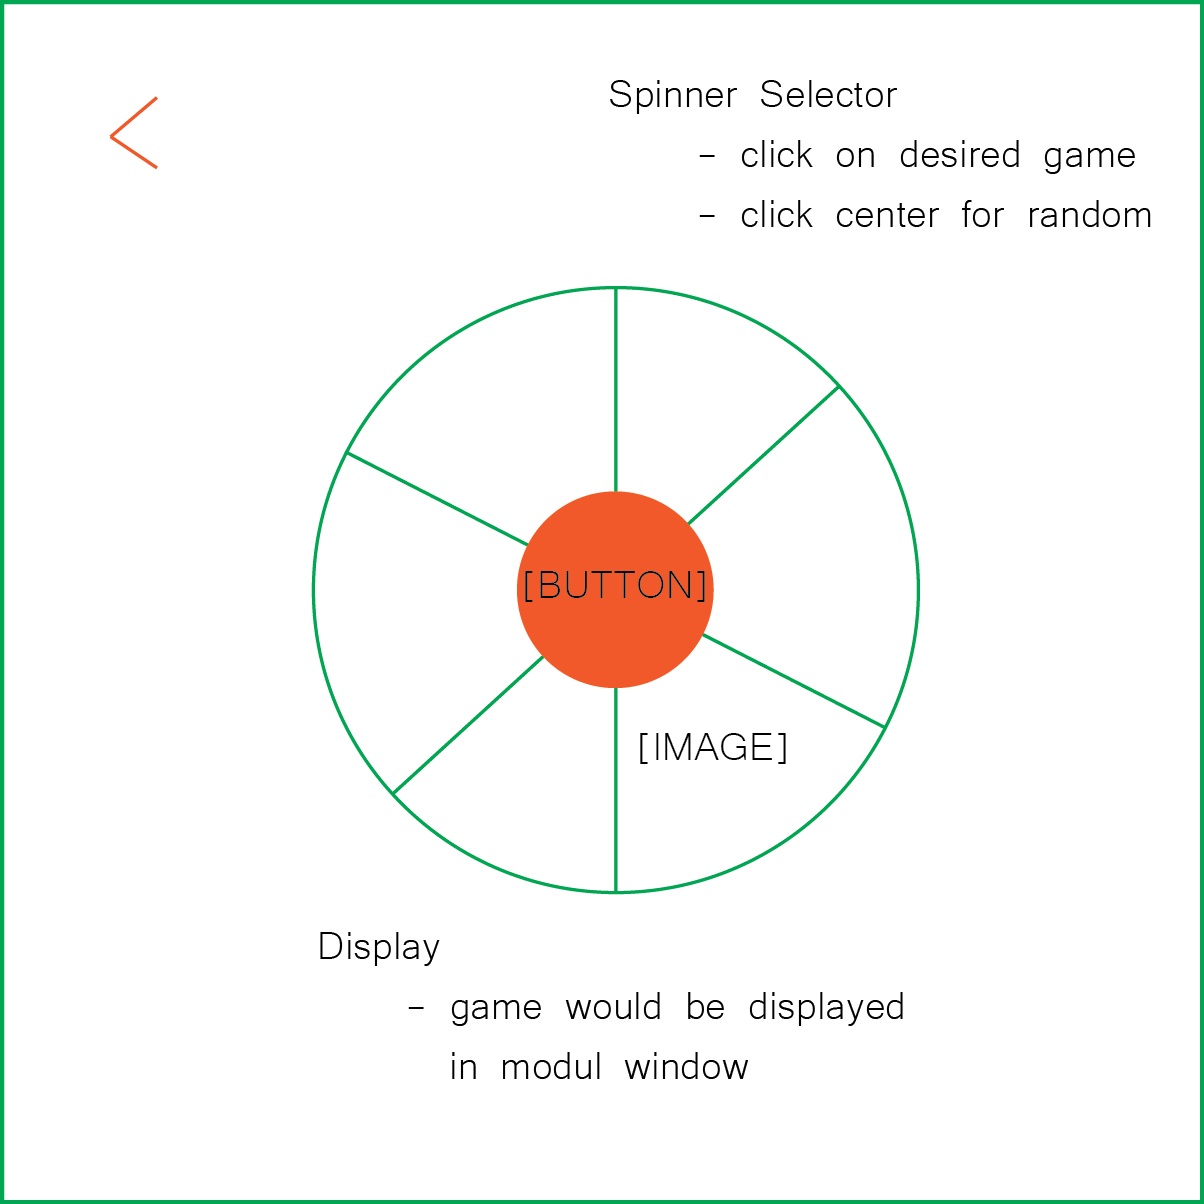 Spinner Selector
- click on desired game
- click center for random
[BUTTON]
[IMAGE]
Display
- game would be displayed
in modul window